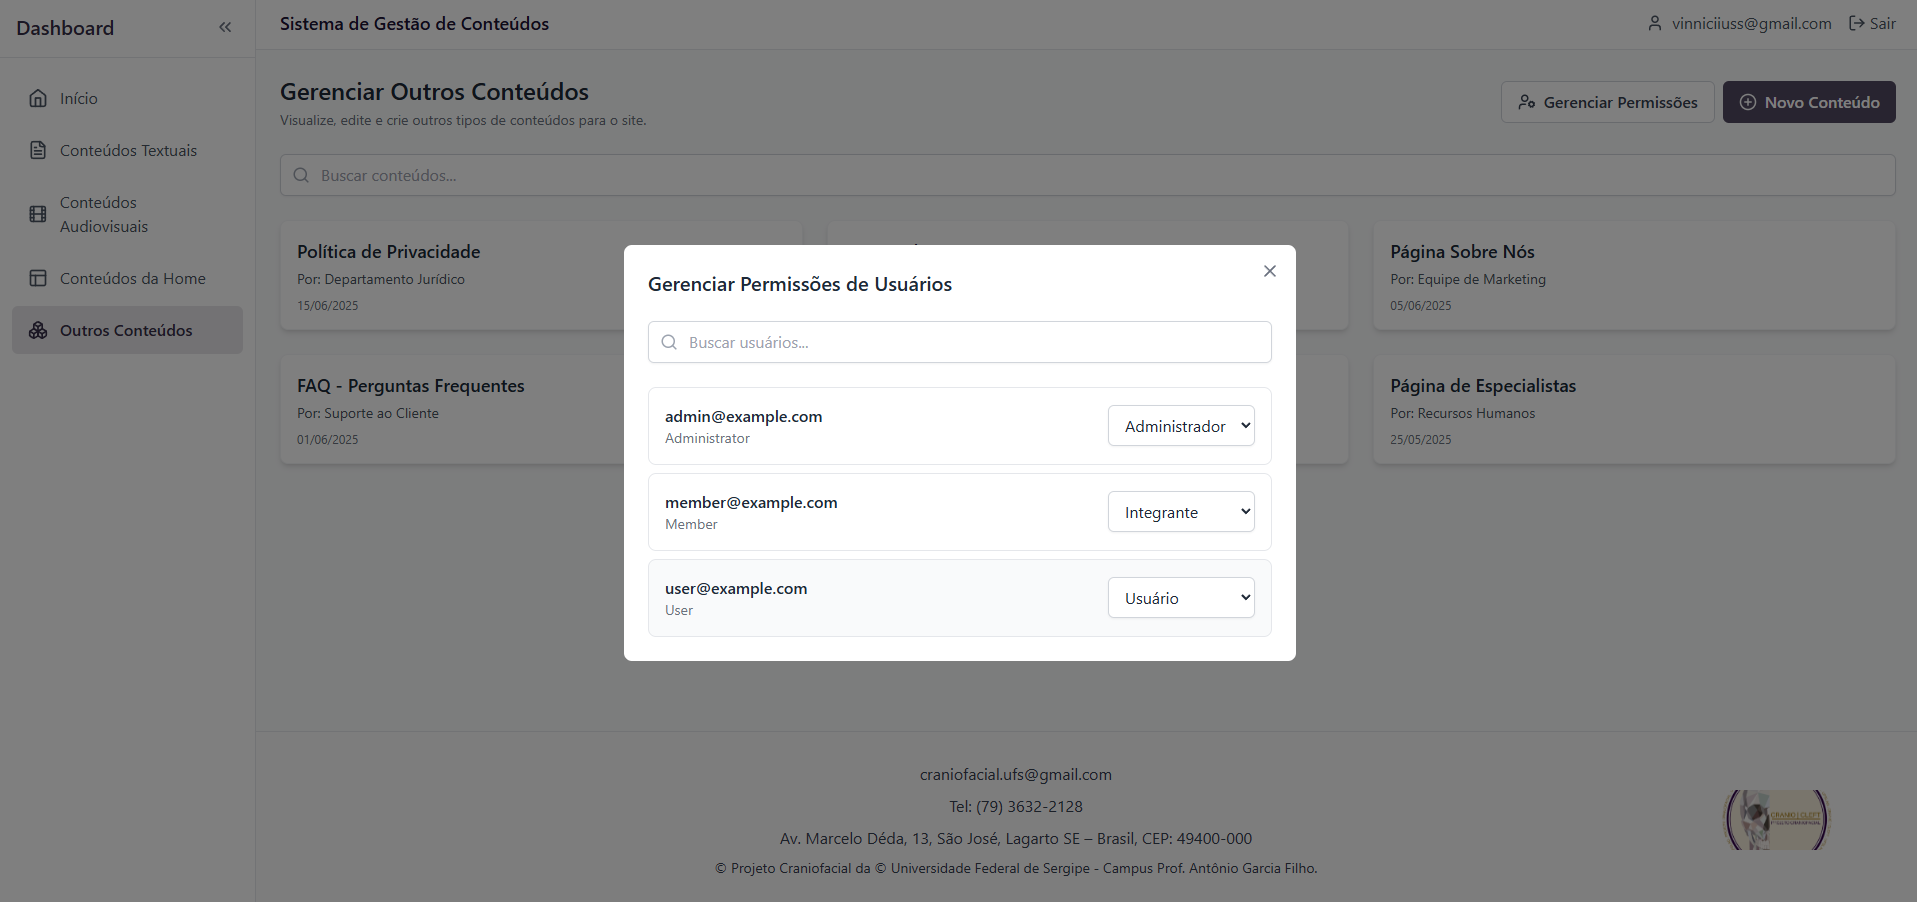 Dashboard
Início
Conteúdos Textuais
Conteúdos
Audiovisuais
Conteúdos da Home
Outros Conteúdos
Sistema de Gestão de Conteúdos
vinniciiuss@gmail.com
Sair
Gerenciar Outros Conteúdos
Visualize, edite e crie outros tipos de conteúdos para o site.
Gerenciar Permissões
Novo Conteúdo
Buscar conteúdos...
Política de Privacidade
Por: Departamento Jurídico
15/06/2025
Página Sobre Nós
Por: Equipe de Marketing
05/06/2025
FAQ - Perguntas Frequentes
Por: Suporte ao Cliente
01/06/2025
Página de Especialistas
Por: Recursos Humanos
25/05/2025
Gerenciar Permissões de Usuários
Buscar usuários...
admin@example.com
Administrator
Administrador
member@example.com
Member
Integrante
user@example.com
User
Usuário
craniofacial.ufs@gmail.com
Tel: (79) 3632-2128
Av. Marcelo Déda, 13, São José, Lagarto SE – Brasil, CEP: 49400-000
© Projeto Craniofacial da © Universidade Federal de Sergipe - Campus Prof. Antônio Garcia Filho.